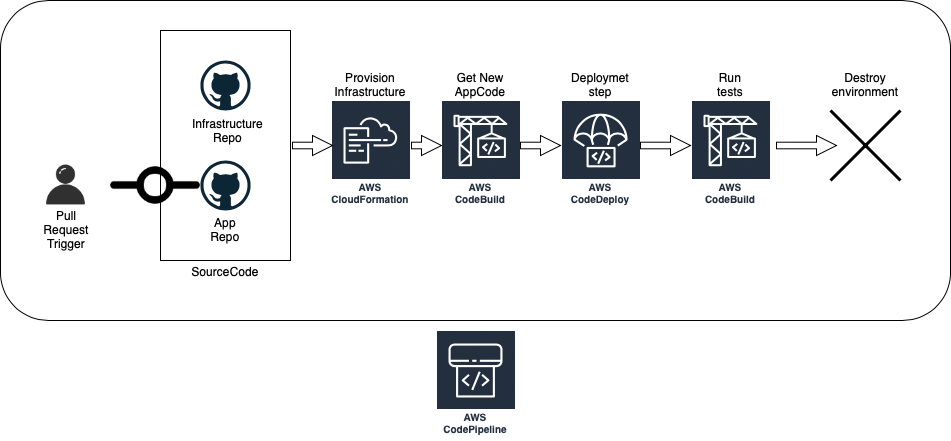 Pull
Request
Trigger
Infrastructure
Repo
App
Repo
SourceCode
Provision
Infrastructure
AWS
CloudFormation
Get New
AppCode
AWS
CodeBuild
Deploymet
step
AWS
CodeDeploy
Run
tests
AWS
CodeBuild
Destroy
environment
AWS
CodePipeline